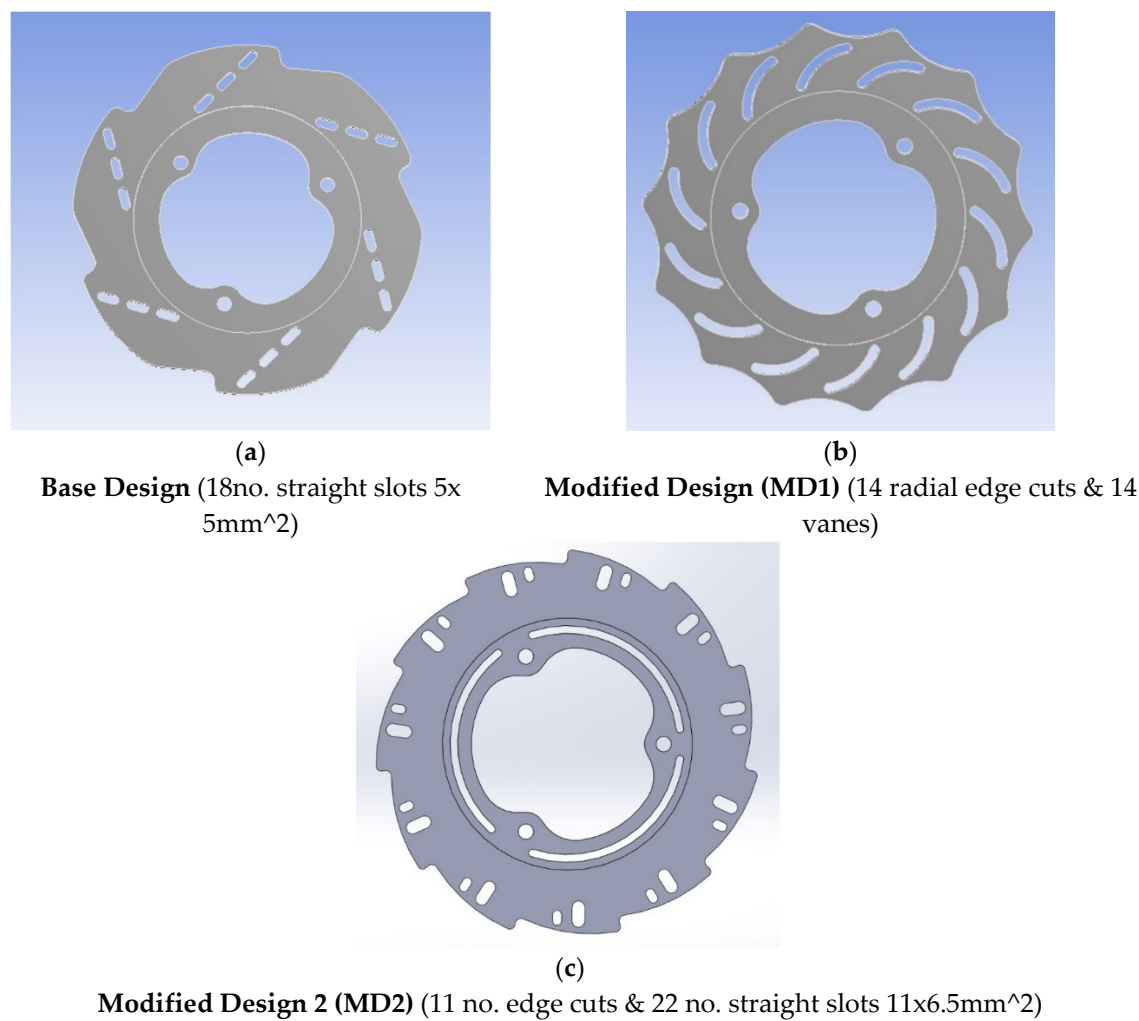 (a)
Base Design (18no. straight slots 5x
5mm^2)
(b)
Modified Design (MD1) (14 radial edge cuts & 14
vanes)
(c)
Modified Design 2 (MD2) (11 no. edge cuts & 22 no. straight slots 11x6.5mm^2)